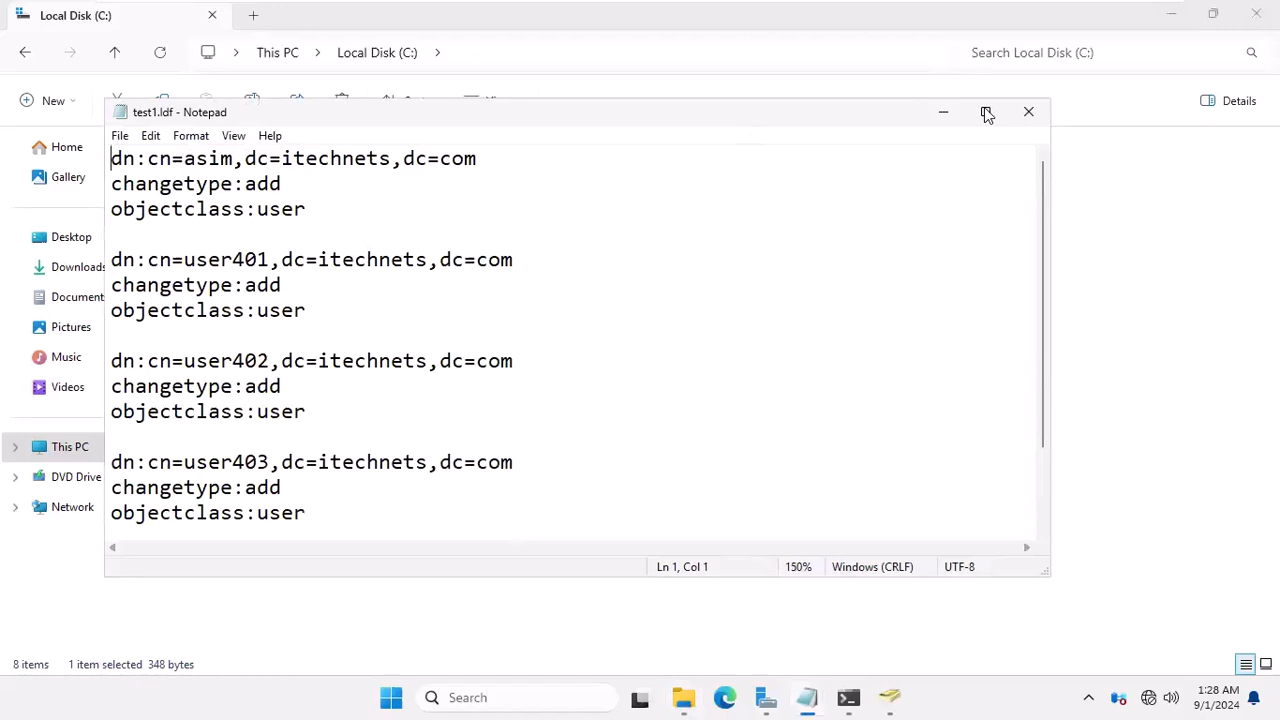 Local Disk (C:)
This PC
Local Disk (C:)
Search Local Disk (C:)
New
Details
test1.ldf - Notepad
File Edit Format View Help
Home
Gallery
Desktop
Downloads
Document
Pictures
Music
Videos
This PC
DVD Drive
Network
dn:cn=asim,dc=itechnets,dc=com
changetype:add
objectclass:user
dn:cn=user401,dc=itechnets,dc=com
changetype:add
objectclass:user
dn:cn=user402,dc=itechnets,dc=com
changetype:add
objectclass:user
dn:cn=user403,dc=itechnets,dc=com
changetype:add
objectclass:user
Ln 1, Col 1
150%
Windows (CRLF)
UTF-8
8 items 1 item selected 348 bytes
Search
1:28 AM
9/1/2024